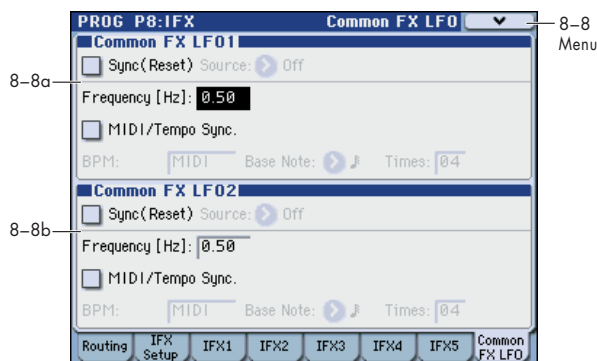 PROG P8:IFX Common FX LFO
8–8
Menu
Common FX LFO1
Sync(Reset) Source: Off
8–8a
Frequency [Hz]: 0.50
MIDI/Tempo Sync.
BPM: MIDI Base Note: Times: 04
Common FX LFO2
Sync(Reset) Source: Off
8–8b
Frequency [Hz]: 0.50
MIDI/Tempo Sync.
BPM: MIDI Base Note: Times: 04
Routing IFX Setup IFX1 IFX2 IFX3 IFX4 IFX5 Common FX LFO